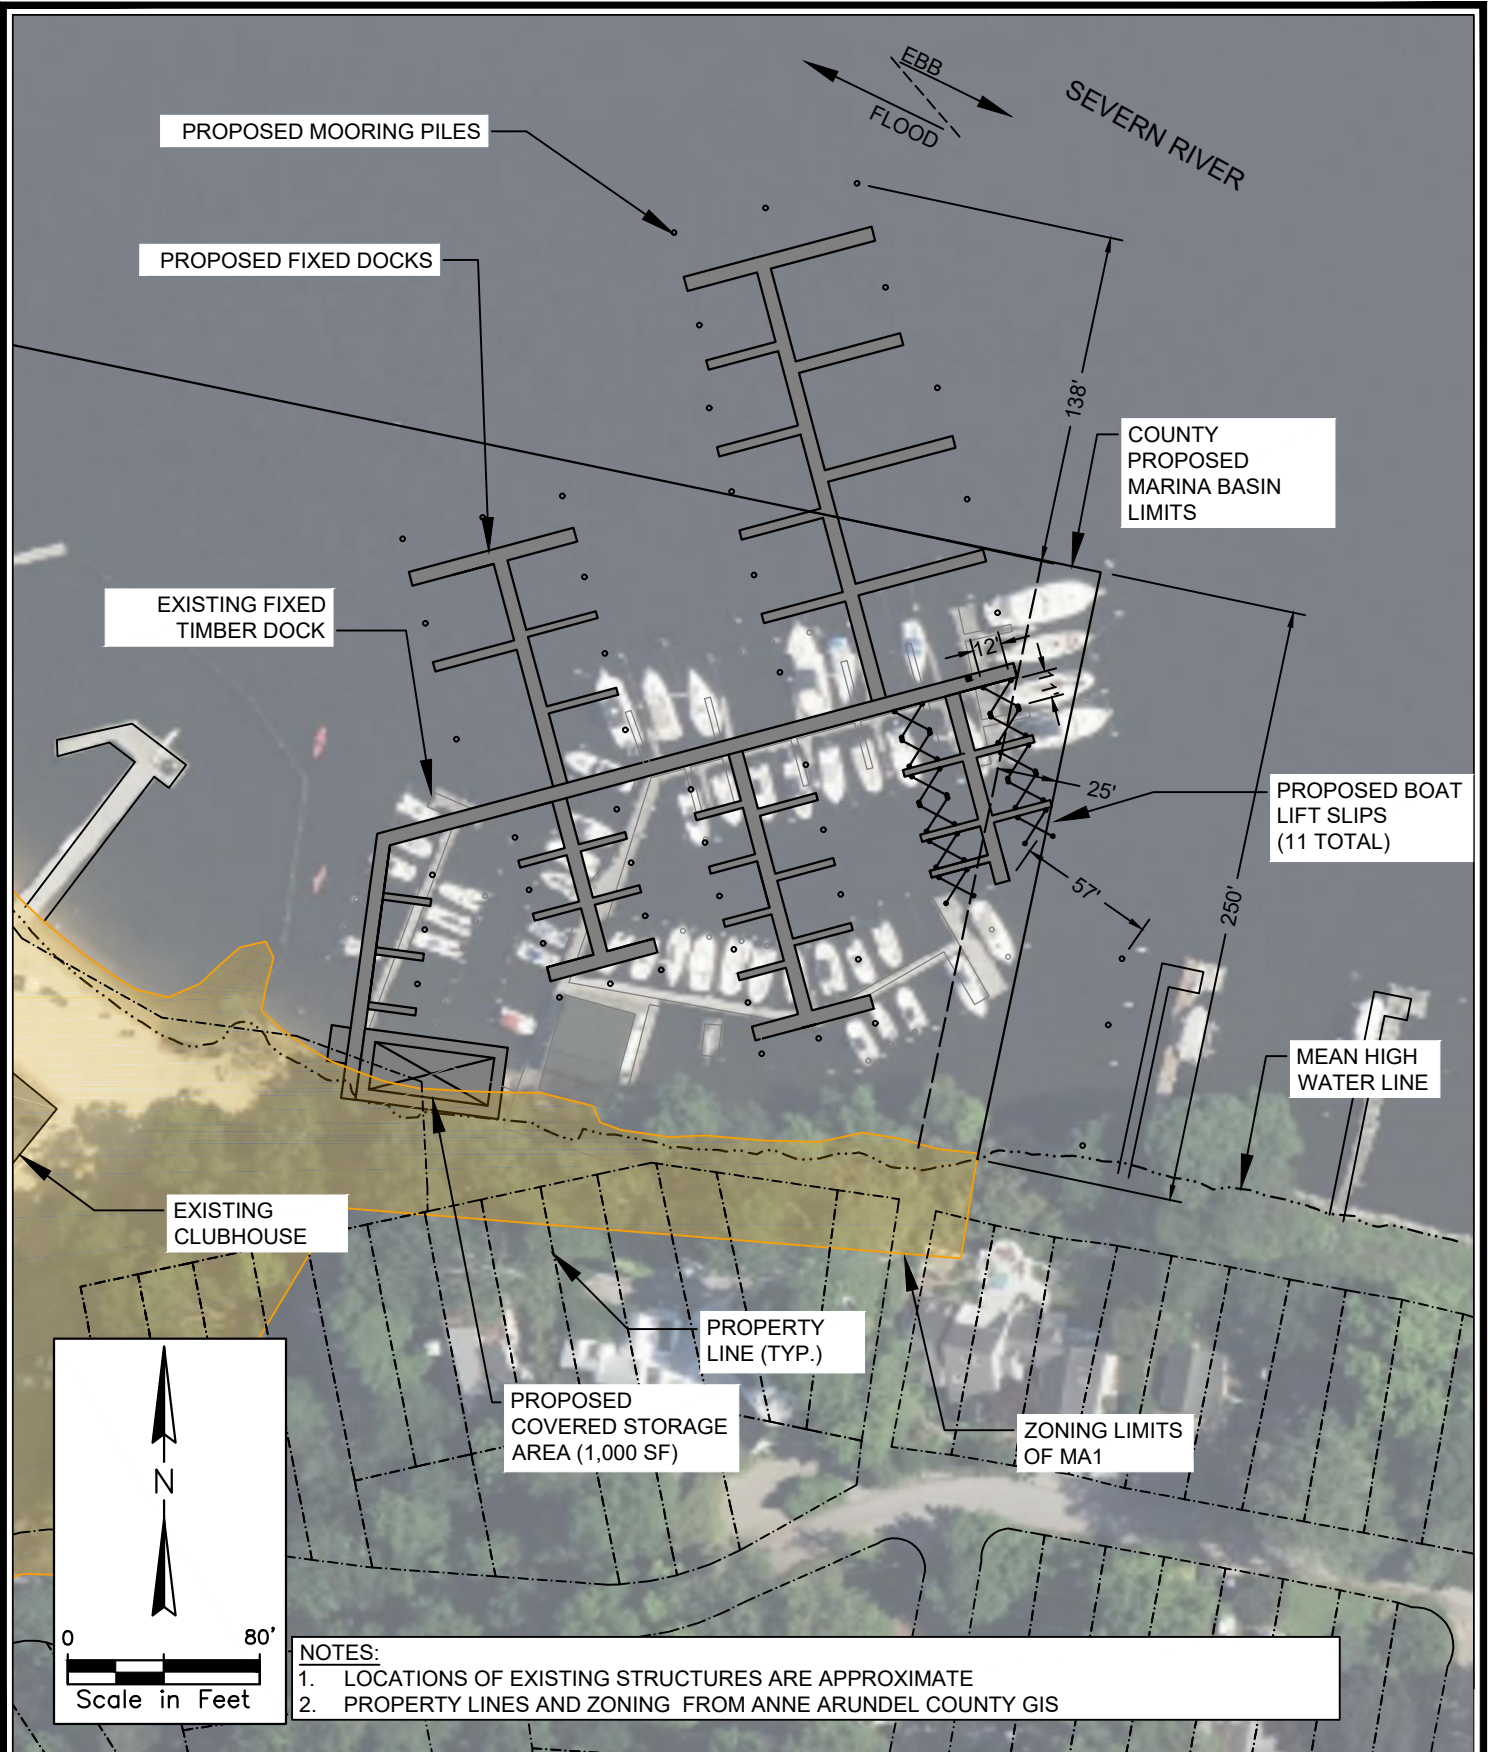 EBB
FLOOD
SEVERN RIVER
PROPOSED MOORING PILES
PROPOSED FIXED DOCKS
138'
COUNTY
PROPOSED
MARINA BASIN
LIMITS
EXISTING FIXED
TIMBER DOCK
12'
25'
PROPOSED BOAT
LIFT SLIPS
(11 TOTAL)
57'
250'
MEAN HIGH
WATER LINE
EXISTING
CLUBHOUSE
PROPERTY
LINE (TYP.)
PROPOSED
COVERED STORAGE
AREA (1,000 SF)
ZONING LIMITS
OF MA1
N
0 80'
Scale in Feet
NOTES:
1. LOCATIONS OF EXISTING STRUCTURES ARE APPROXIMATE
2. PROPERTY LINES AND ZONING FROM ANNE ARUNDEL COUNTY GIS